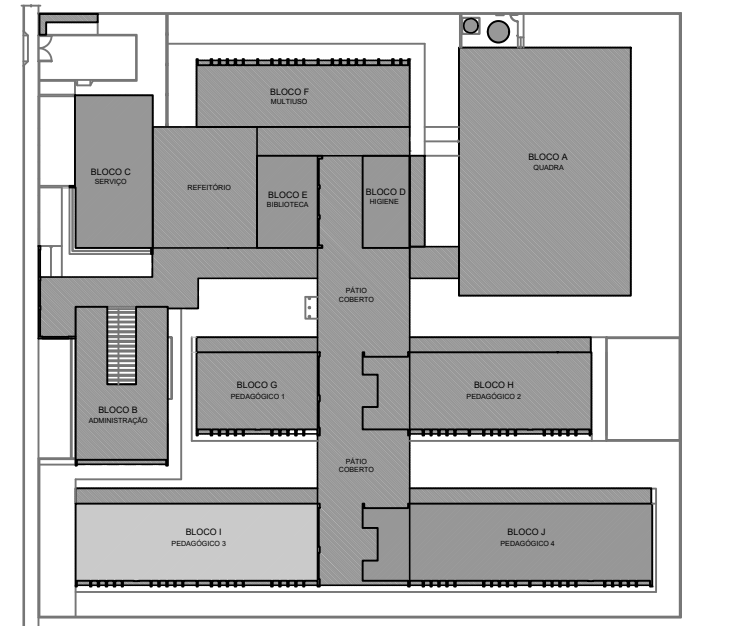 BLOCO F
MULTIUSO
BLOCO A
QUADRA
BLOCO C
SERVIÇO
REFEITÓRIO
BLOCO E
BIBLIOTECA
BLOCO D
HIGIENE
PÁTIO
COBERTO
BLOCO G
PEDAGÓGICO 1
BLOCO H
PEDAGÓGICO 2
BLOCO B
ADMINISTRAÇÃO
PÁTIO
COBERTO
BLOCO I
PEDAGÓGICO 3
BLOCO J
PEDAGÓGICO 4